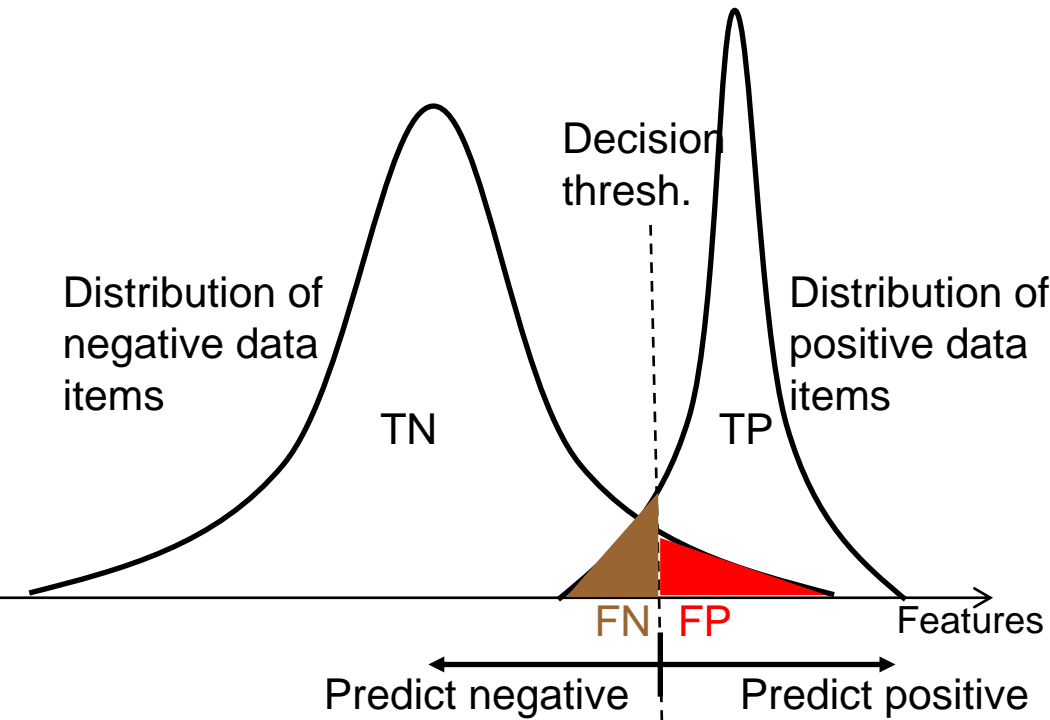 Decision
thresh.
Distribution of
negative data
items
Distribution of
positive data
items
TN
TP
FN
FP
Features
Predict negative
Predict positive